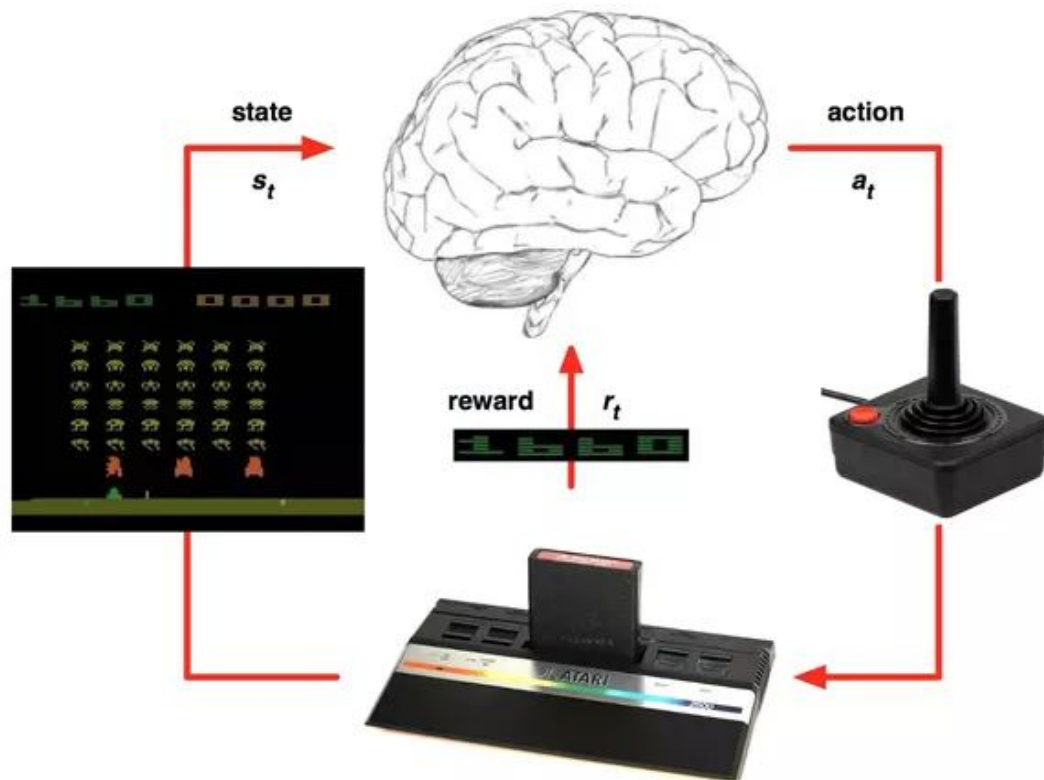 state
s_t
action
a_t
1660 0000
reward r_t
1660
ATARI